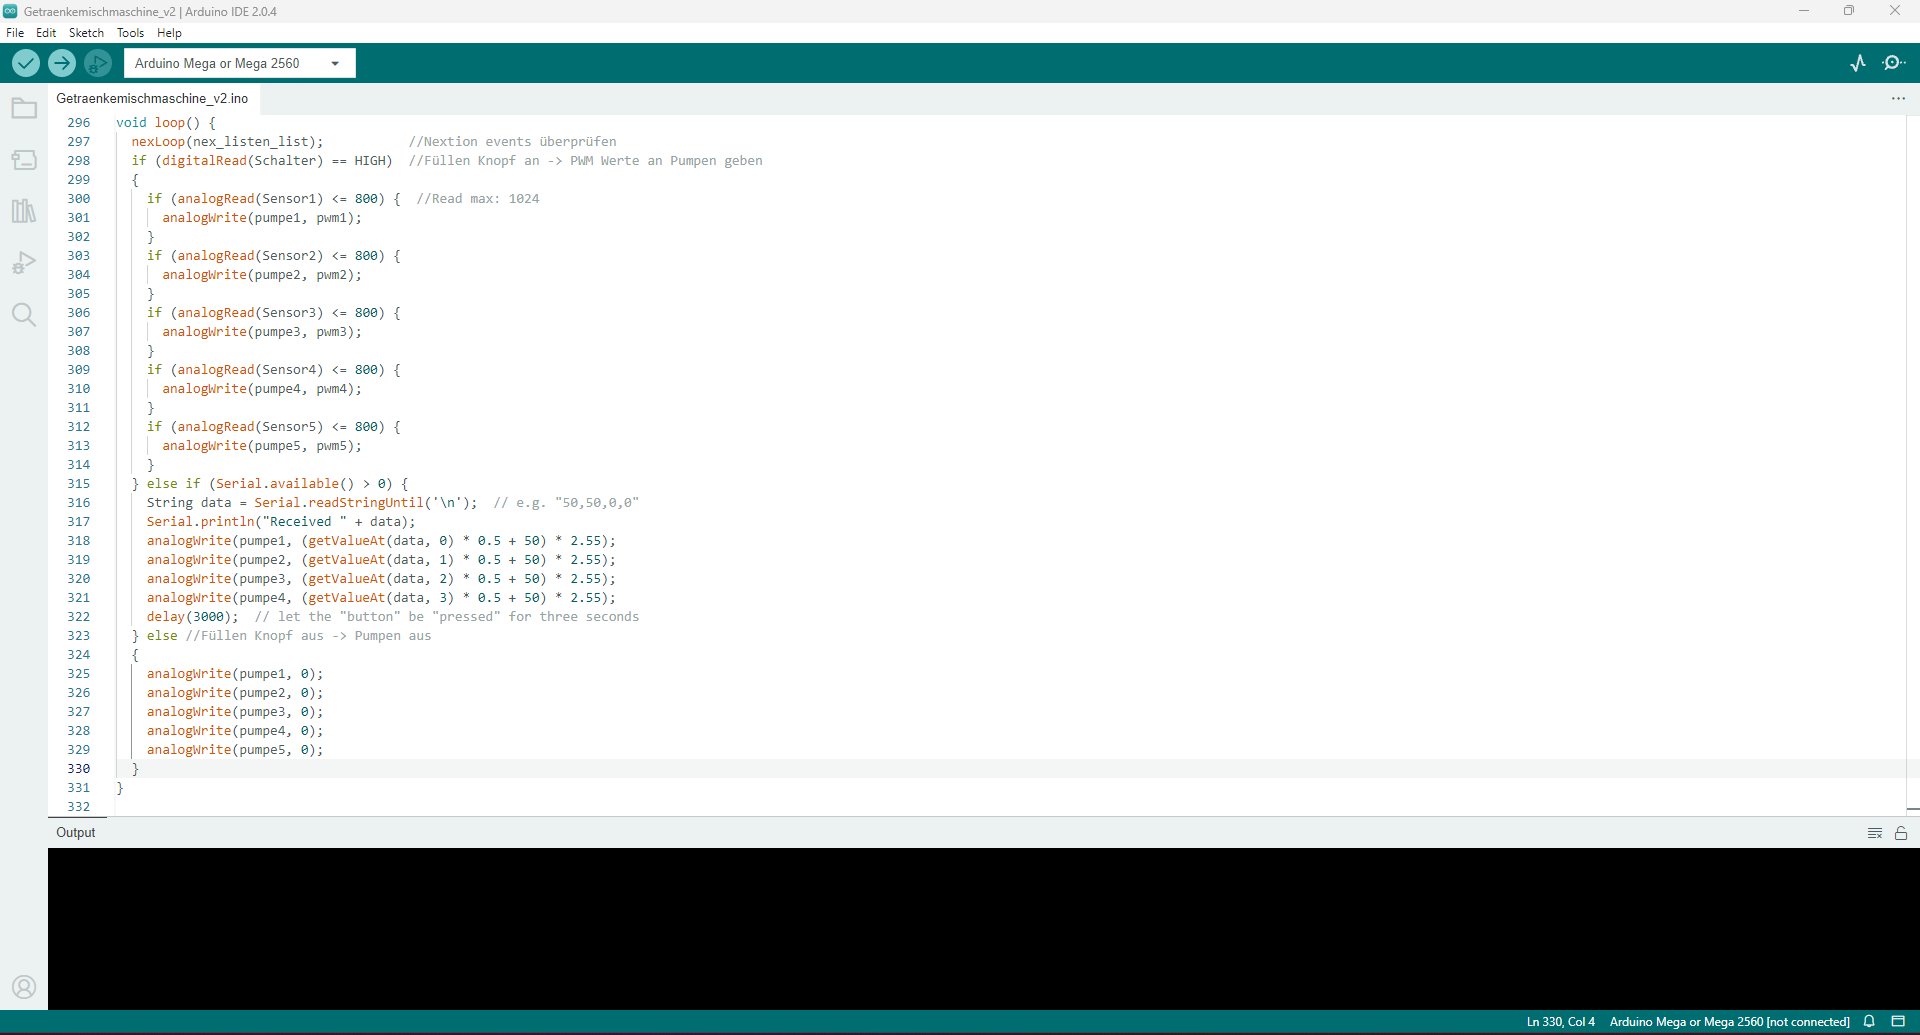 Getraenkemischmaschine_v2 | Arduino IDE 2.0.4
File Edit Sketch Tools Help
Arduino Mega or Mega 2560
Getraenkemischmaschine_v2.ino
296 void loop() {
297 nexLoop(nex_listen_list); //Nextion events überprüfen
298 if (digitalRead(Schalter) == HIGH) //Füllen Knopf an -> PWM Werte an Pumpen geben
299 {
300 if (analogRead(Sensor1) <= 800) { //Read max: 1024
301 analogWrite(pumpe1, pwm1);
302 }
303 if (analogRead(Sensor2) <= 800) {
304 analogWrite(pumpe2, pwm2);
305 }
306 if (analogRead(Sensor3) <= 800) {
307 analogWrite(pumpe3, pwm3);
308 }
309 if (analogRead(Sensor4) <= 800) {
310 analogWrite(pumpe4, pwm4);
311 }
312 if (analogRead(Sensor5) <= 800) {
313 analogWrite(pumpe5, pwm5);
314 }
315 } else if (Serial.available() > 0) {
316 String data = Serial.readStringUntil('\n'); // e.g. "50,50,0,0"
317 Serial.println("Received " + data);
318 analogWrite(pumpe1, (getValueAt(data, 0) * 0.5 + 50) * 2.55);
319 analogWrite(pumpe2, (getValueAt(data, 1) * 0.5 + 50) * 2.55);
320 analogWrite(pumpe3, (getValueAt(data, 2) * 0.5 + 50) * 2.55);
321 analogWrite(pumpe4, (getValueAt(data, 3) * 0.5 + 50) * 2.55);
322 delay(3000); // let the "button" be "pressed" for three seconds
323 } else //Füllen Knopf aus -> Pumpen aus
324 {
325 analogWrite(pumpe1, 0);
326 analogWrite(pumpe2, 0);
327 analogWrite(pumpe3, 0);
328 analogWrite(pumpe4, 0);
329 analogWrite(pumpe5, 0);
330 }
331 }
332
Output
Ln 330, Col 4 Arduino Mega or Mega 2560 [not connected]